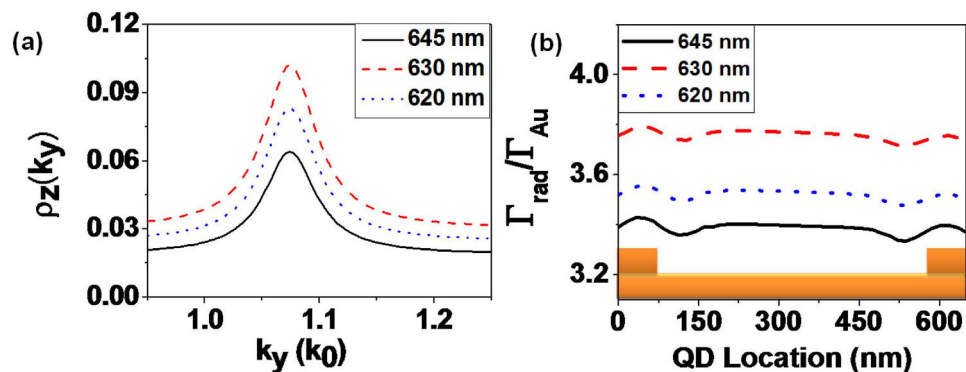 (a)
0.12
0.09
0.06
0.03
0.00
ρz(ky)
645 nm
630 nm
620 nm
1.0 1.1 1.2
ky (k0)
(b)
4.0
3.6
3.2
Γrad/ΓAu
645 nm
630 nm
620 nm
0 150 300 450 600
QD Location (nm)